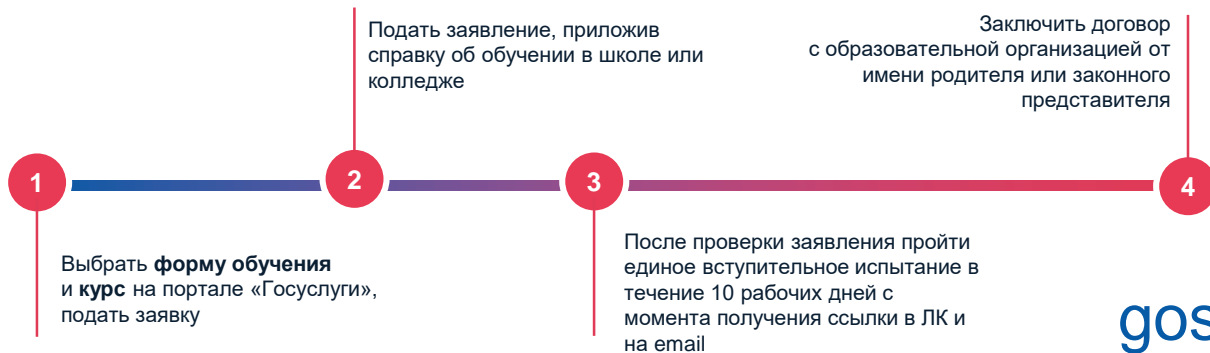 1
Выбрать форму обучения
и курс на портале «Госуслуги»,
подать заявку
2
Подать заявление, приложив
справку об обучении в школе или
колледже
3
После проверки заявления пройти
единое вступительное испытание в
течение 10 рабочих дней с
момента получения ссылки в ЛК и
на email
4
Заключить договор
с образовательной организацией от
имени родителя или законного
представителя
gos